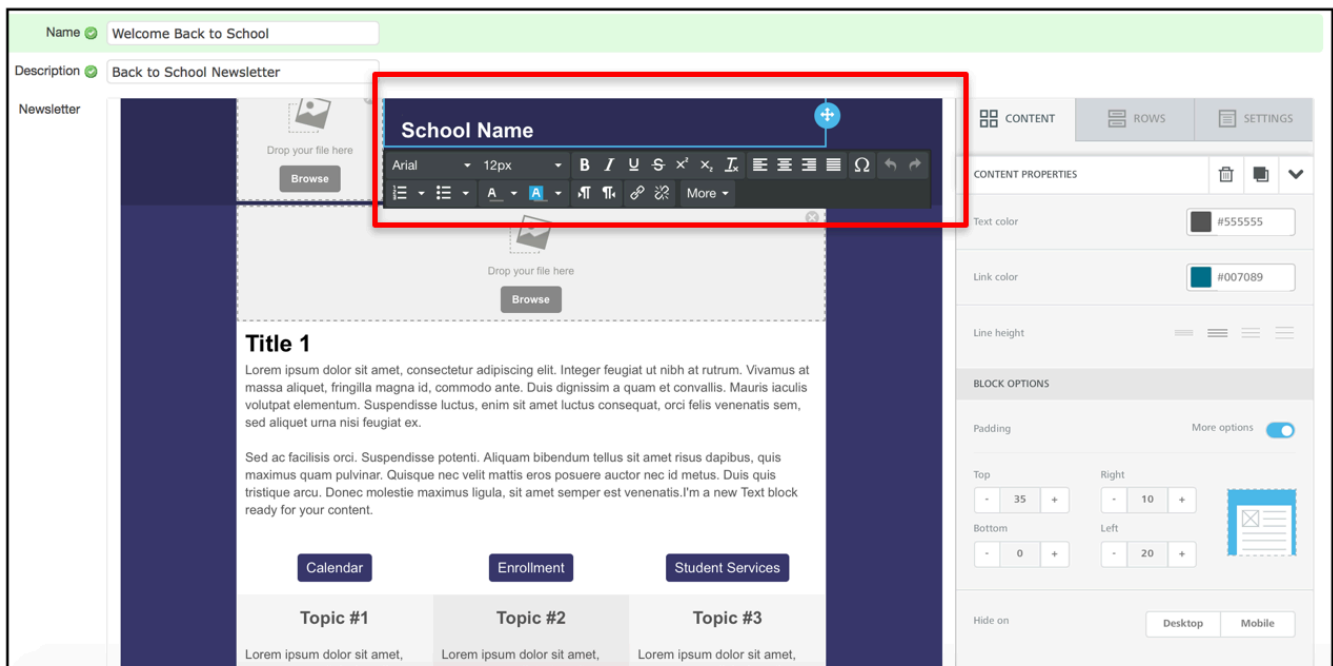 Name
Welcome Back to School
Description
Back to School Newsletter
Newsletter
Drop your file here
Browse
School Name
Arial 12px B I U S x² x₂ Ix Ω
A A ¶ ¶ More
Drop your file here
Browse
Title 1
Lorem ipsum dolor sit amet, consectetur adipiscing elit. Integer feugiat ut nibh at rutrum. Vivamus at
massa aliquet, fringilla magna id, commodo ante. Duis dignissim a quam et convallis. Mauris iaculis
volutpat elementum. Suspendisse luctus, enim sit amet luctus consequat, orci felis venenatis sem,
sed aliquet urna nisi feugiat ex.
Sed ac facilisis orci. Suspendisse potenti. Aliquam bibendum tellus sit amet risus dapibus, quis
maximus quam pulvinar. Quisque nec velit mattis eros posuere auctor nec id metus. Duis quis
tristique arcu. Donec molestie maximus ligula, sit amet semper est venenatis.I'm a new Text block
ready for your content.
Calendar Enrollment Student Services
Topic #1 Topic #2 Topic #3
Lorem ipsum dolor sit amet, Lorem ipsum dolor sit amet, Lorem ipsum dolor sit amet,
CONTENT ROWS SETTINGS
CONTENT PROPERTIES
Text color #555555
Link color #007089
Line height
BLOCK OPTIONS
Padding More options
Top Right
- 35 + - 10 +
Bottom Left
- 0 + - 20 +
Hide on Desktop Mobile